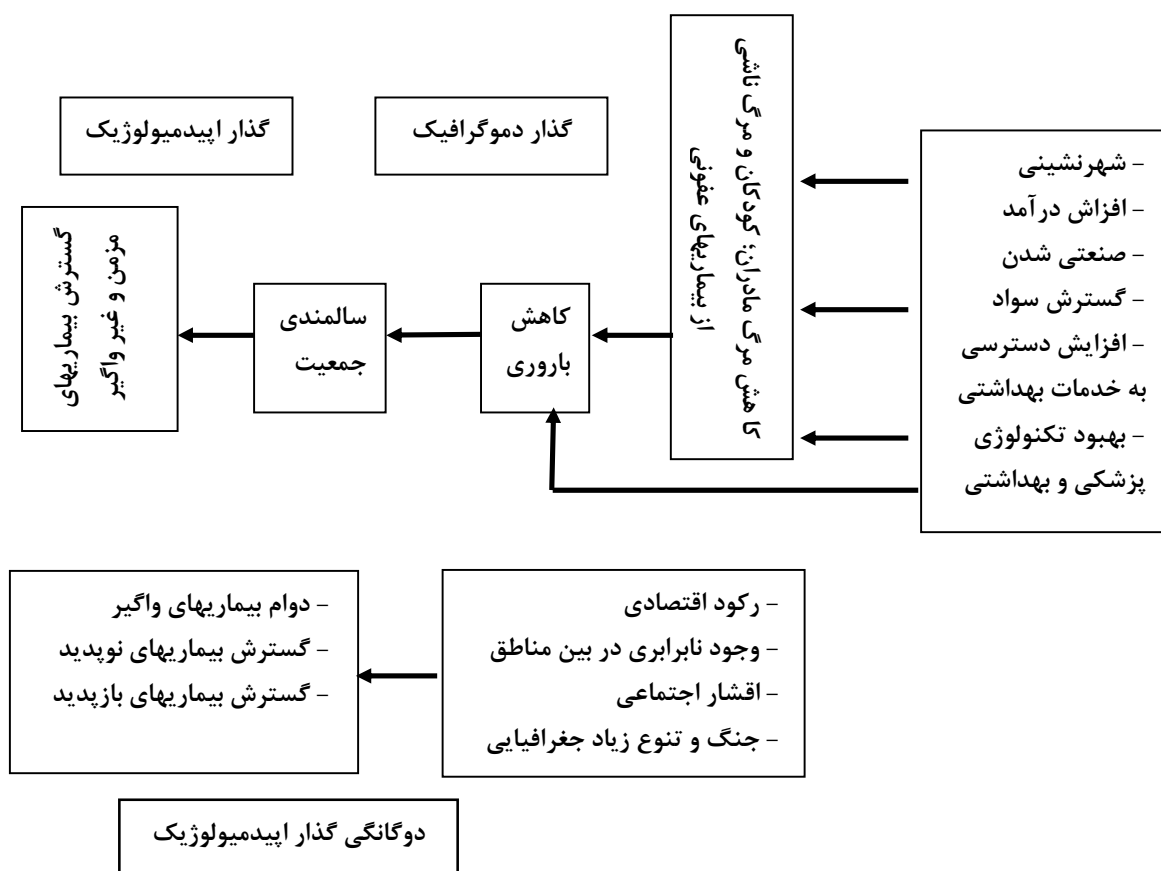 – شهرنشینی
– افزاش درآمد
– صنعتی شدن
– گسترش سواد
– افزایش دسترسی
به خدمات بهداشتی
– بهبود تکنولوژی
پزشکی و بهداشتی
کا هش مرگ مادران؛ کودکان و مرگ ناشی
از بیماریهای عفونی
گذار دموگرافیک
کاهش
باروری
سالمندی
جمعیت
گذار اپیدمیولوژیک
گسترش بیماریهای
مزمن و غیر واگیر
– رکود اقتصادی
– وجود نابرابری در بین مناطق
– اقشار اجتماعی
– جنگ و تنوع زیاد جغرافیایی
– دوام بیماریهای واگیر
– گسترش بیماریهای نوپدید
– گسترش بیماریهای بازپدید
دوگانگی گذار اپیدمیولوژیک